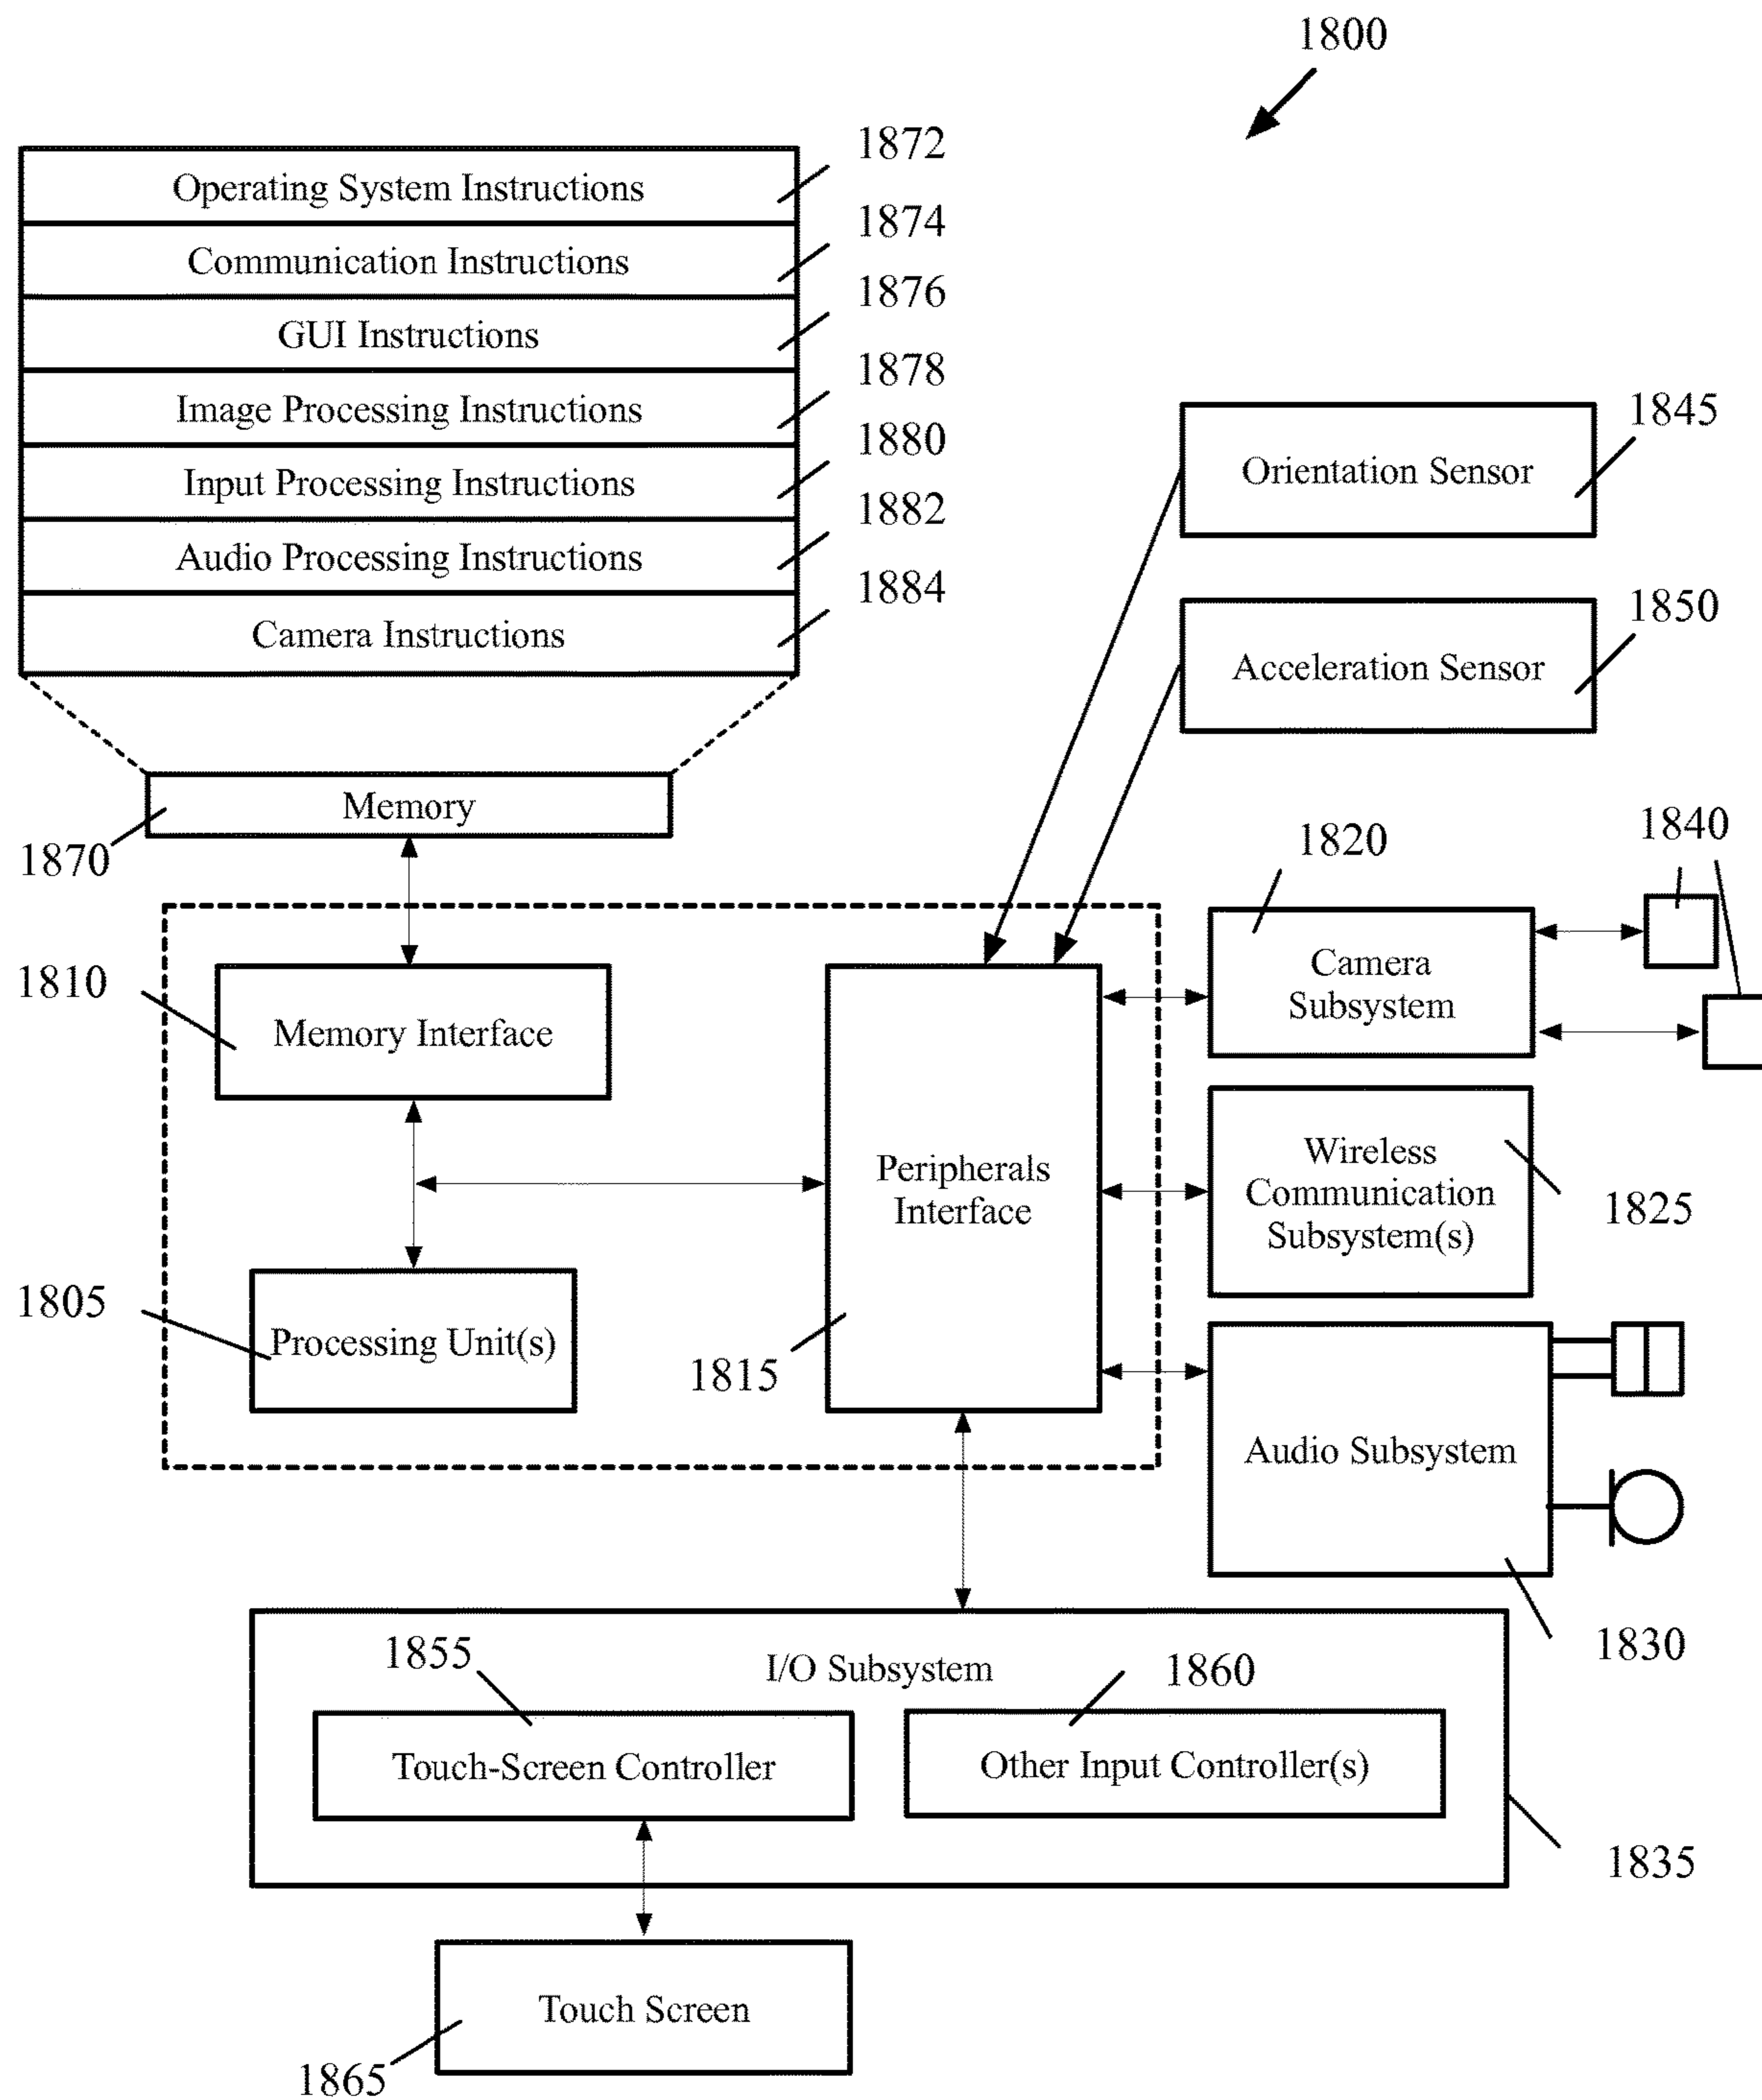 1800
1872
Operating System Instructions
1874
Communication Instructions
1876
GUI Instructions
1878
Image Processing Instructions
1880
Input Processing Instructions
1882
Audio Processing Instructions
1884
Camera Instructions
1845
Orientation Sensor
1850
Acceleration Sensor
Memory
1870
1820
1840
Camera
Subsystem
1810
Memory Interface
Peripherals
Interface
Wireless
Communication
Subsystem(s)
1825
1805
Processing Unit(s)
1815
Audio Subsystem
1830
1855
I/O Subsystem
1860
Touch-Screen Controller
Other Input Controller(s)
1835
Touch Screen
1865